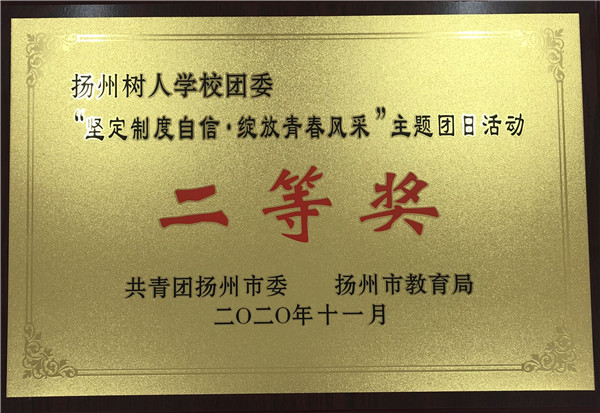 扬州树人学校团委
“坚定制度自信·绽放青春风采”主题团日活动
二等奖
共青团扬州市委 扬州市教育局
二〇二〇年十一月